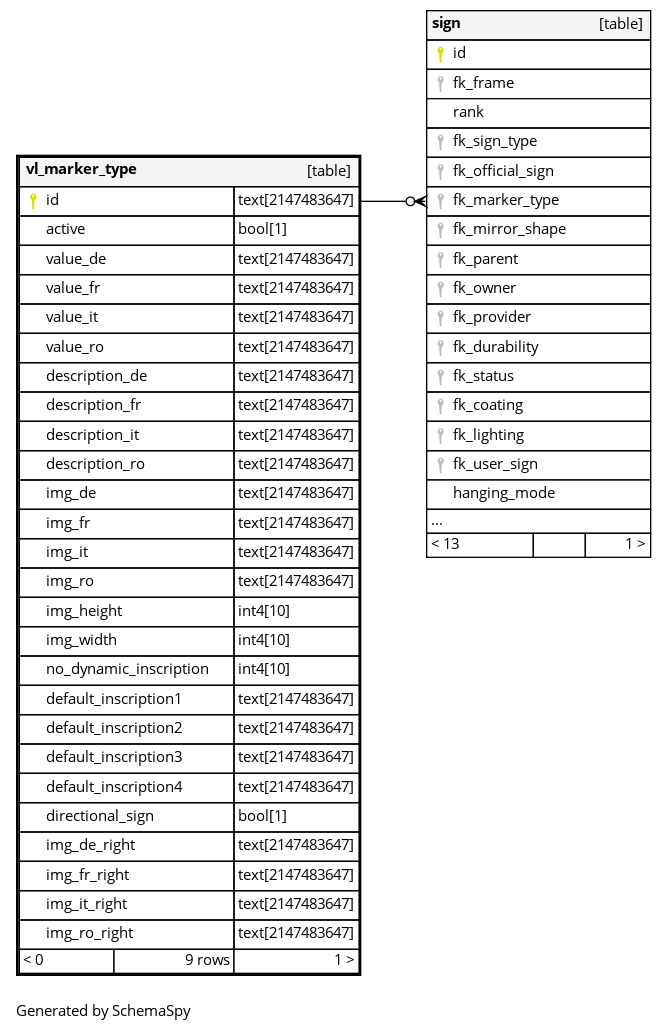 sign [table]
id
fk_frame
rank
fk_sign_type
fk_official_sign
fk_marker_type
fk_mirror_shape
fk_parent
fk_owner
fk_provider
fk_durability
fk_status
fk_coating
fk_lighting
fk_user_sign
hanging_mode
...
< 13 1 >
vl_marker_type [table]
id text[2147483647]
active bool[1]
value_de text[2147483647]
value_fr text[2147483647]
value_it text[2147483647]
value_ro text[2147483647]
description_de text[2147483647]
description_fr text[2147483647]
description_it text[2147483647]
description_ro text[2147483647]
img_de text[2147483647]
img_fr text[2147483647]
img_it text[2147483647]
img_ro text[2147483647]
img_height int4[10]
img_width int4[10]
no_dynamic_inscription int4[10]
default_inscription1 text[2147483647]
default_inscription2 text[2147483647]
default_inscription3 text[2147483647]
default_inscription4 text[2147483647]
directional_sign bool[1]
img_de_right text[2147483647]
img_fr_right text[2147483647]
img_it_right text[2147483647]
img_ro_right text[2147483647]
< 0 9 rows 1 >
Generated by SchemaSpy